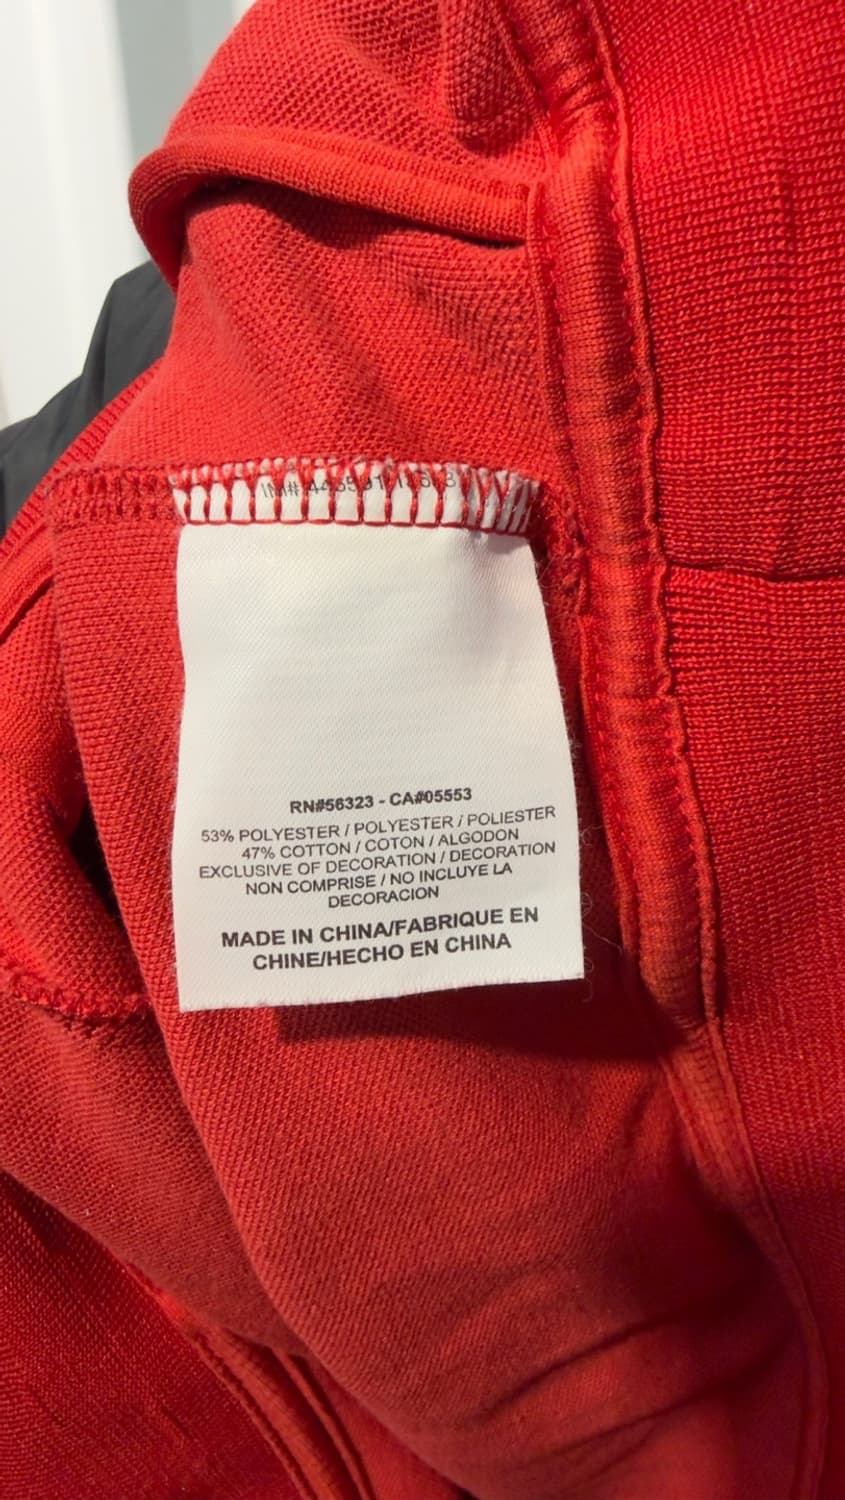 IM#
RN#56323 - CA#05553
53% POLYESTER / POLYESTER / POLIESTER
47% COTTON / COTON / ALGODON
EXCLUSIVE OF DECORATION / DECORATION
NON COMPRISE / NO INCLUYE LA
DECORACION
MADE IN CHINA/FABRIQUE EN
CHINE/HECHO EN CHINA